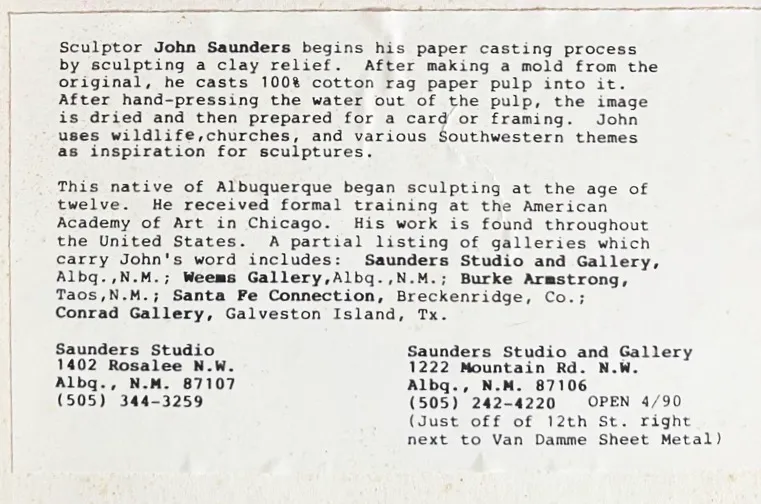 Sculptor John Saunders begins his paper casting process
by sculpting a clay relief. After making a mold from the
original, he casts 100% cotton rag paper pulp into it.
After hand-pressing the water out of the pulp, the image
is dried and then prepared for a card or framing. John
uses wildlife,churches, and various Southwestern themes
as inspiration for sculptures.
This native of Albuquerque began sculpting at the age of
twelve. He received formal training at the American
Academy of Art in Chicago. His work is found throughout
the United States. A partial listing of galleries which
carry John's word includes: Saunders Studio and Gallery,
Albq.,N.M.; Weems Gallery,Albq.,N.M.; Burke Armstrong,
Taos,N.M.; Santa Fe Connection, Breckenridge, Co.;
Conrad Gallery, Galveston Island, Tx.
Saunders Studio
1402 Rosalee N.W.
Albq., N.M. 87107
(505) 344-3259
Saunders Studio and Gallery
1222 Mountain Rd. N.W.
Albq., N.M. 87106
(505) 242-4220 OPEN 4/90
(Just off of 12th St. right
next to Van Damme Sheet Metal)